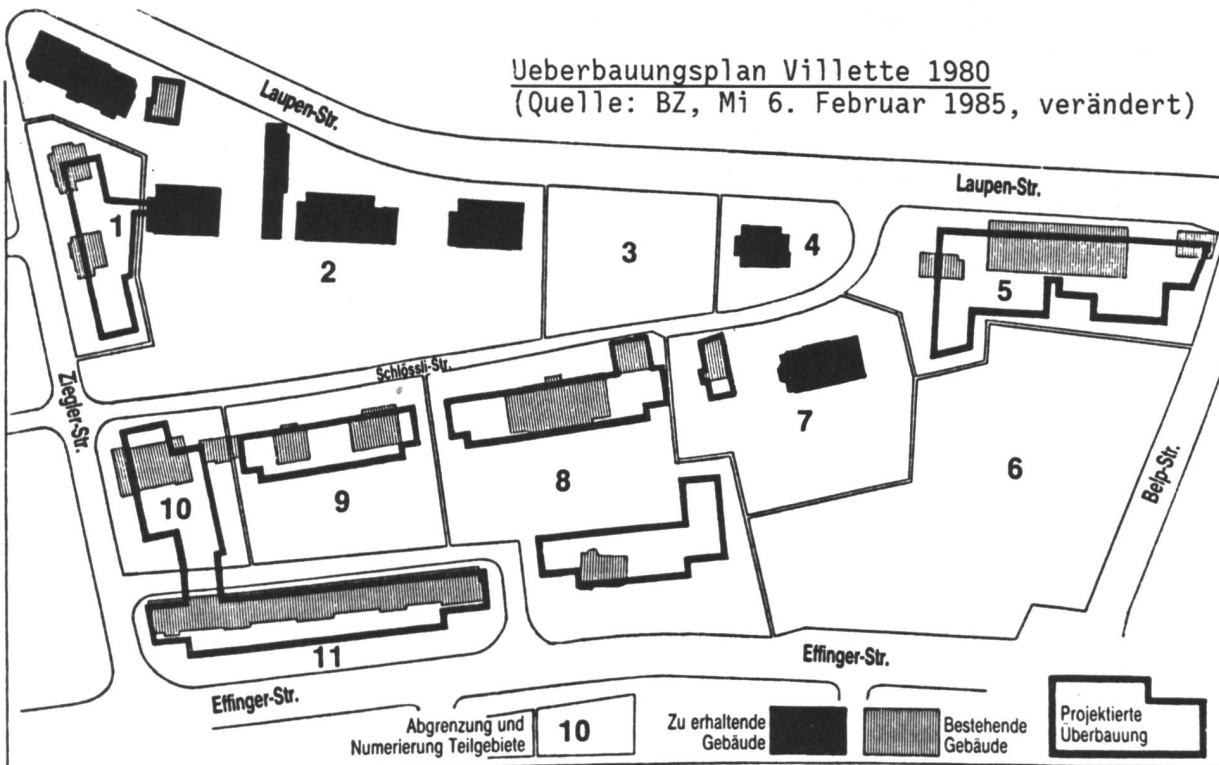 Ueberbauungsplan Villette 1980
(Quelle: BZ, Mi 6. Februar 1985, verändert)
Laupen-Str.
Laupen-Str.
1
2
3
4
5
Schlössli-Str.
Ziegler-Str.
7
6
Belp-Str.
8
9
10
11
Effinger-Str.
Effinger-Str.
Abgrenzung und
Numerierung Teilgebiete
10
Zu erhaltende
Gebäude
Bestehende
Gebäude
Projektierte
Überbauung